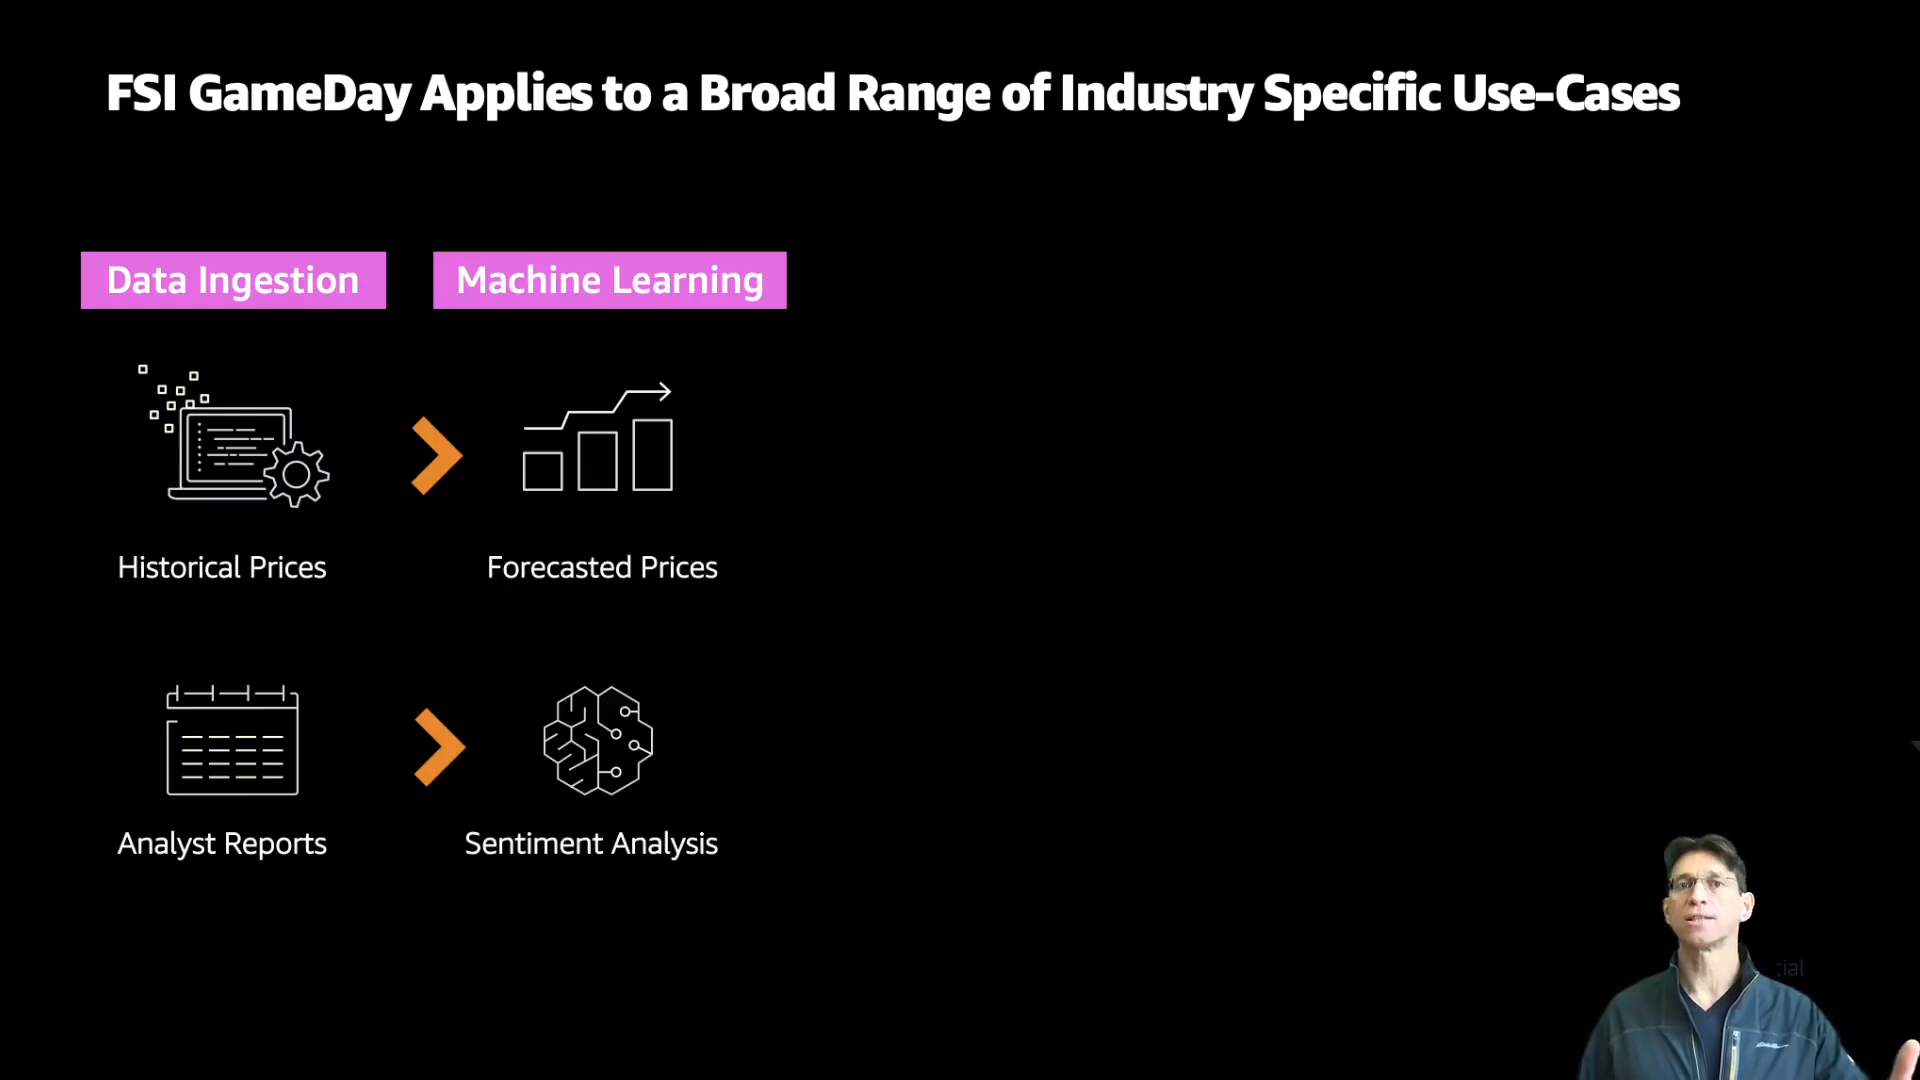 FSI GameDay Applies to a Broad Range of Industry Specific Use-Cases
Data Ingestion
Machine Learning
Historical Prices
Forecasted Prices
Analyst Reports
Sentiment Analysis